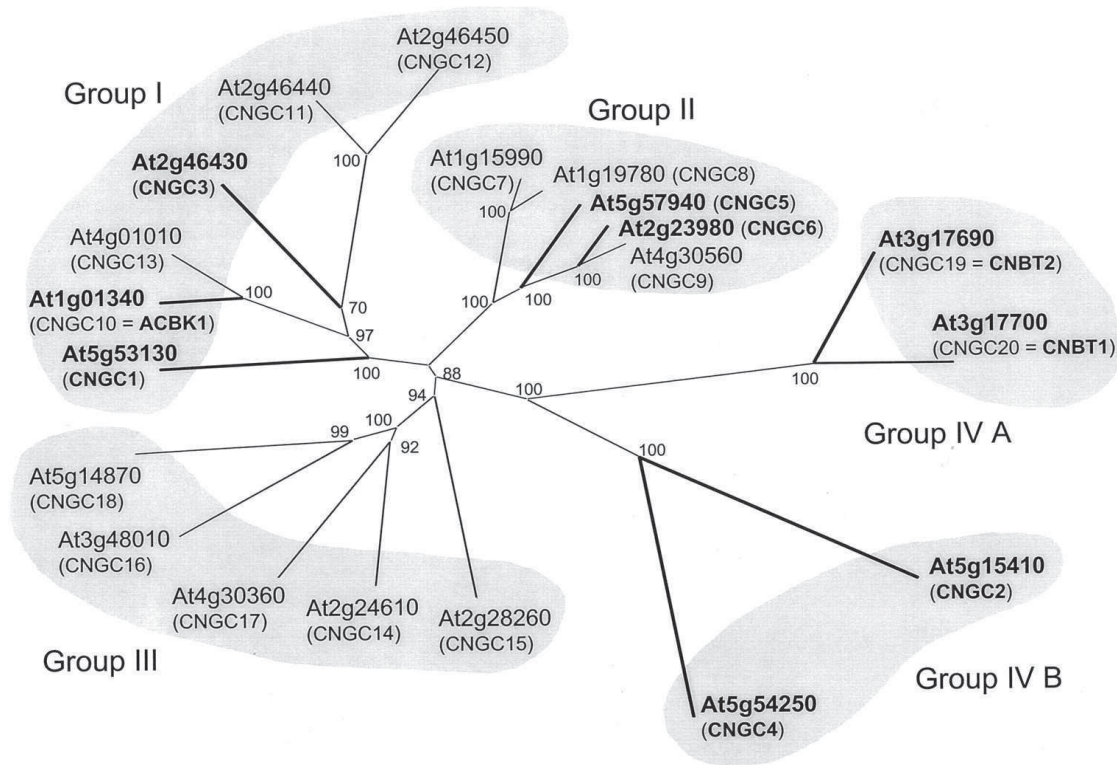 Group I
At2g46450
(CNGC12)
At2g46440
(CNGC11)
At2g46430
(CNGC3)
At4g01010
(CNGC13)
At1g01340
(CNGC10 = ACBK1)
At5g53130
(CNGC1)
100
70
97
100
100
Group II
At1g15990
(CNGC7)
At1g19780 (CNGC8)
At5g57940 (CNGC5)
At2g23980 (CNGC6)
At4g30560
(CNGC9)
100
100
100
100
At3g17690
(CNGC19 = CNBT2)
At3g17700
(CNGC20 = CNBT1)
100
Group IV A
88
100
94
100
99
92
At5g14870
(CNGC18)
At3g48010
(CNGC16)
At4g30360
(CNGC17)
At2g24610
(CNGC14)
At2g28260
(CNGC15)
Group III
100
At5g15410
(CNGC2)
At5g54250
(CNGC4)
Group IV B